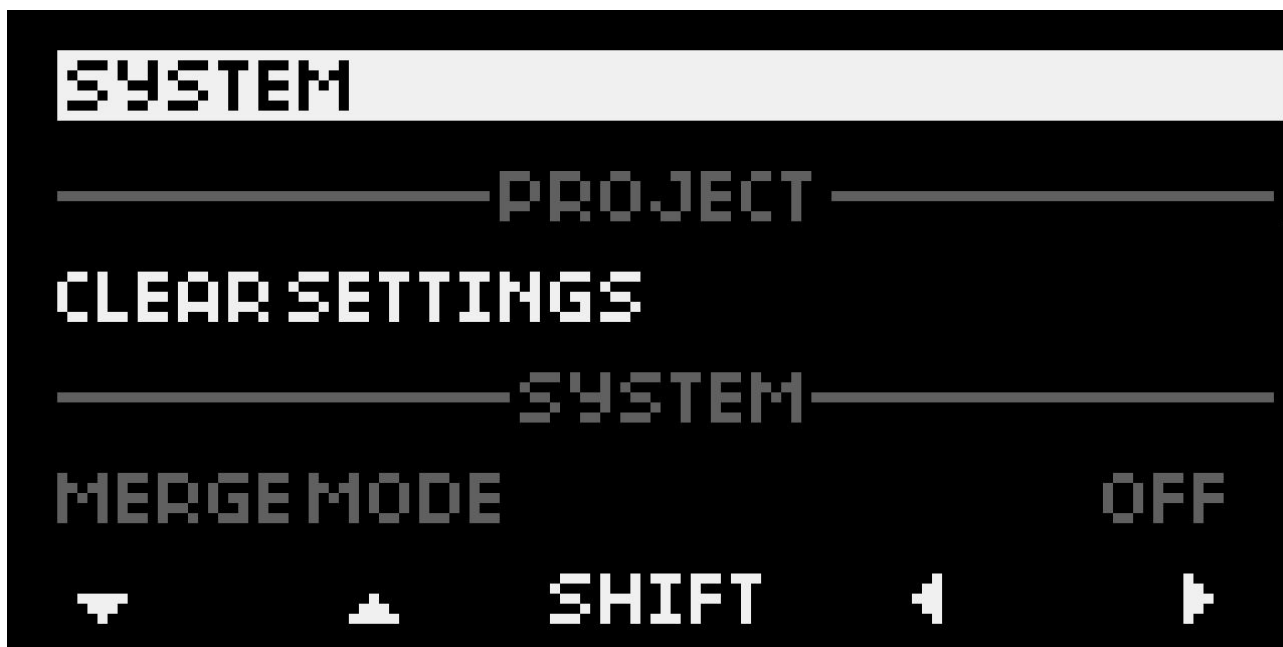 SYSTEM
PROJECT
CLEAR SETTINGS
SYSTEM
MERGE MODE OFF
SHIFT